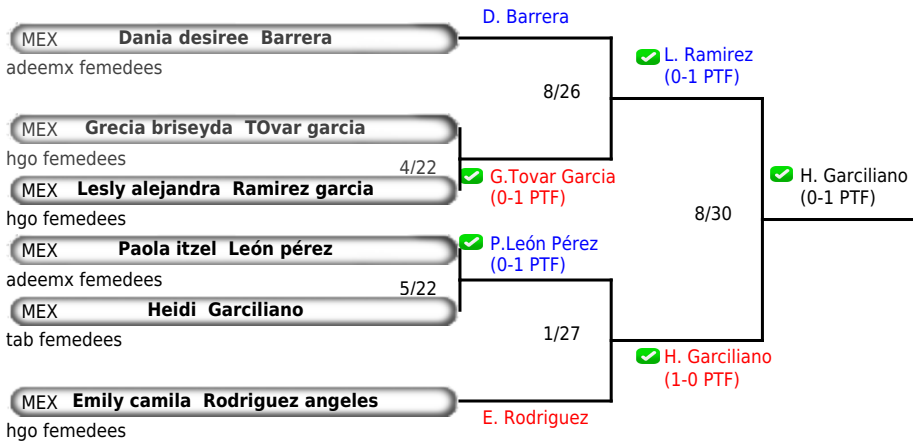 D. Barrera
MEX Dania desiree Barrera
adeemx femedees
L. Ramirez
(0-1 PTF)
8/26
MEX Grecia briseyda TOvar garcia
hgo femedees
4/22
G.Tovar Garcia
(0-1 PTF)
MEX Lesly alejandra Ramirez garcia
hgo femedees
H. Garciliano
(0-1 PTF)
8/30
MEX Paola itzel León pérez
adeemx femedees
P.León Pérez
(0-1 PTF)
5/22
MEX Heidi Garciliano
tab femedees
1/27
H. Garciliano
(1-0 PTF)
MEX Emily camila Rodriguez angeles
hgo femedees
E. Rodriguez